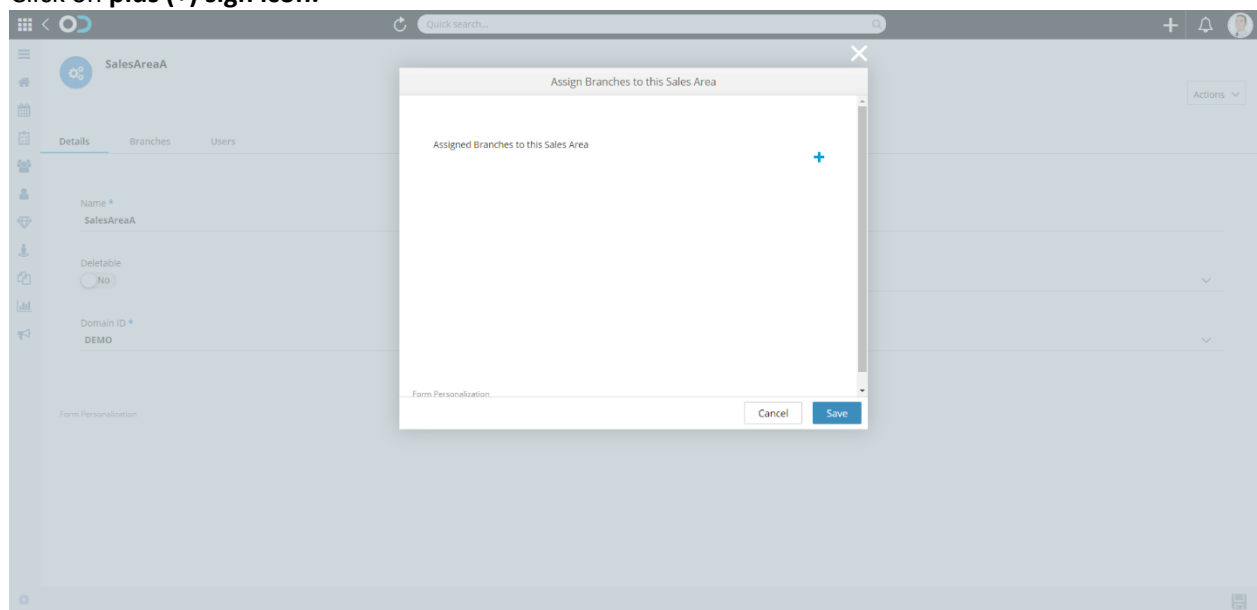 Click on plus (+) sign icon.
Quick search...
SalesAreaA
Assign Branches to this Sales Area
Actions
Details Branches Users
Assigned Branches to this Sales Area
Name *
SalesAreaA
Deletable
No
Domain ID *
DEMO
Form Personalization
Form Personalization
Cancel Save